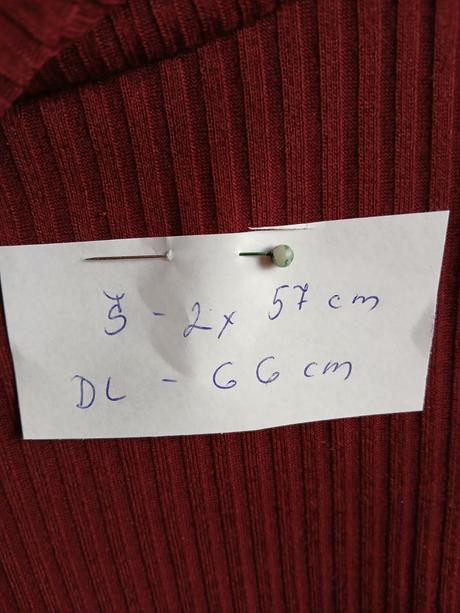 Š - 2x 57 cm
DL - 66 cm